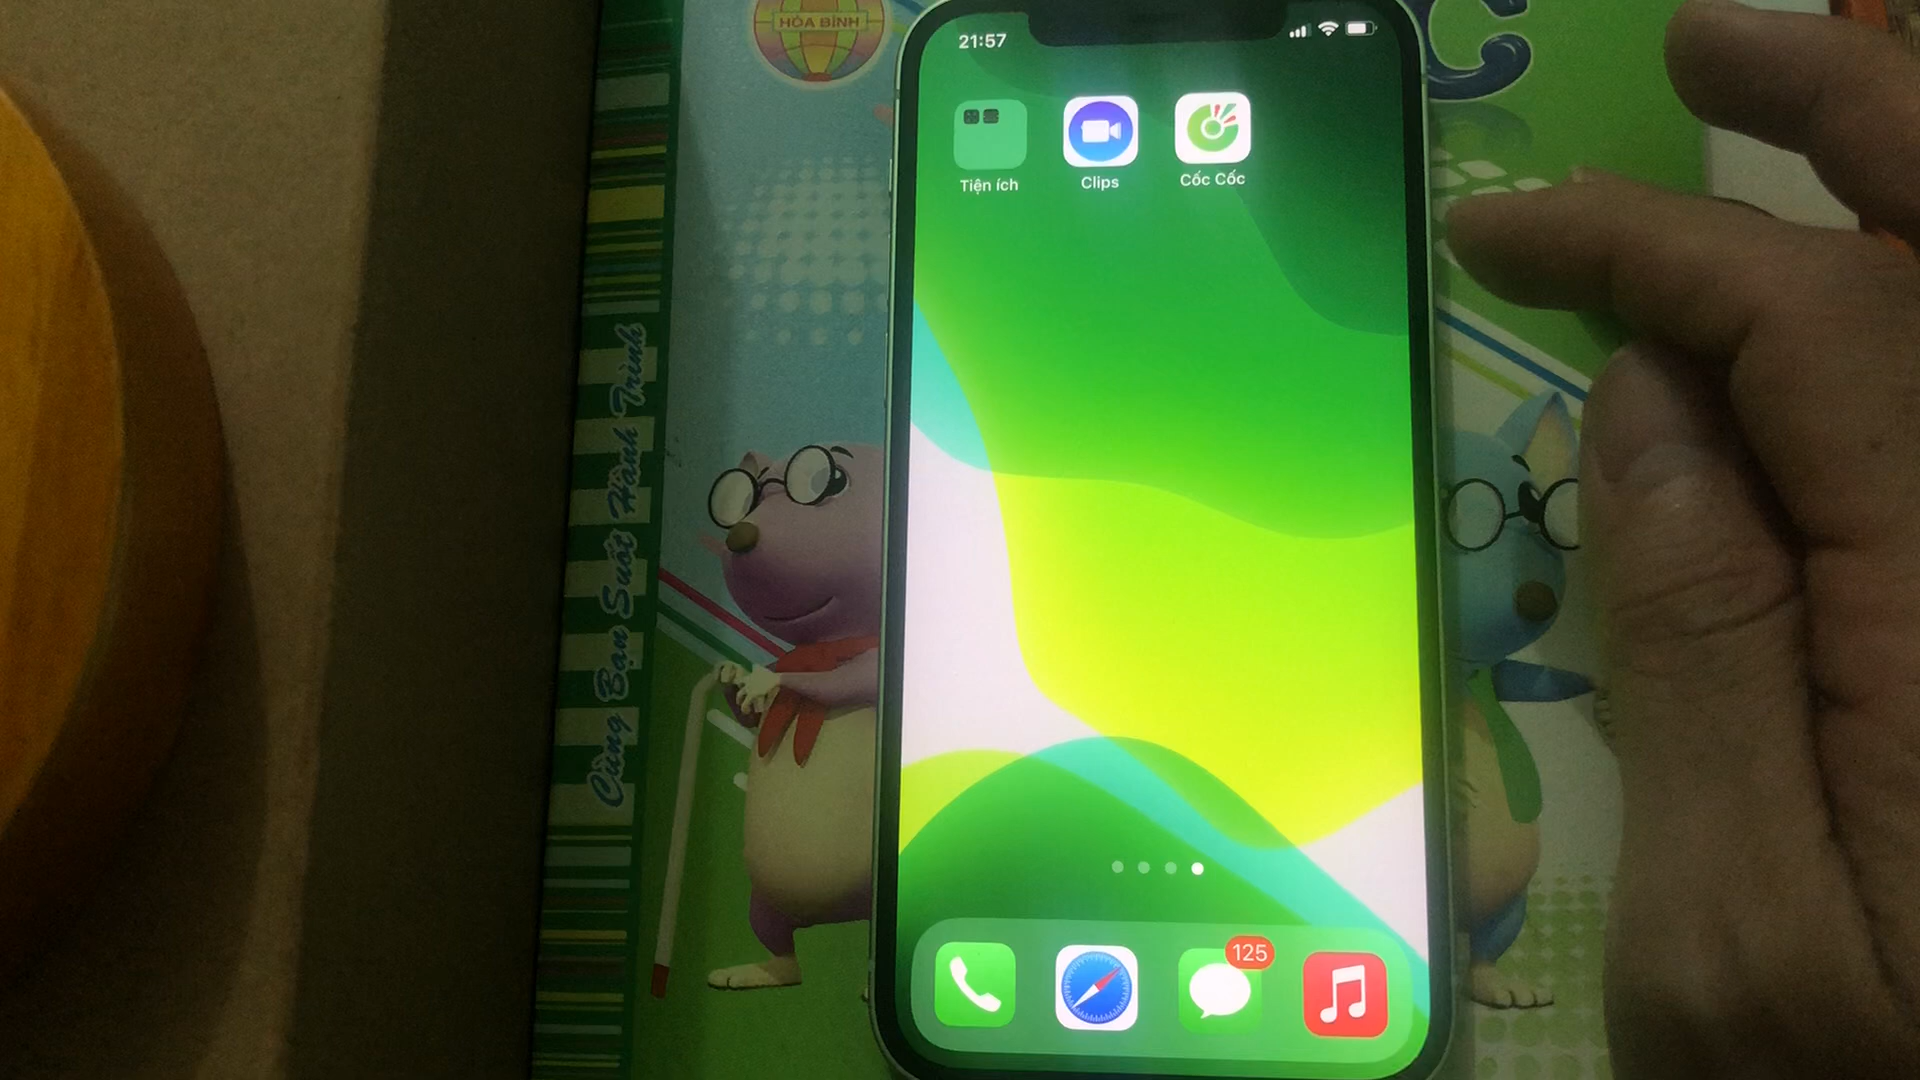 HÒA BÌNH
C
21:57
Tiện ích
Clips
Cốc Cốc
Cùng Bạn Suốt Hành Trình
125